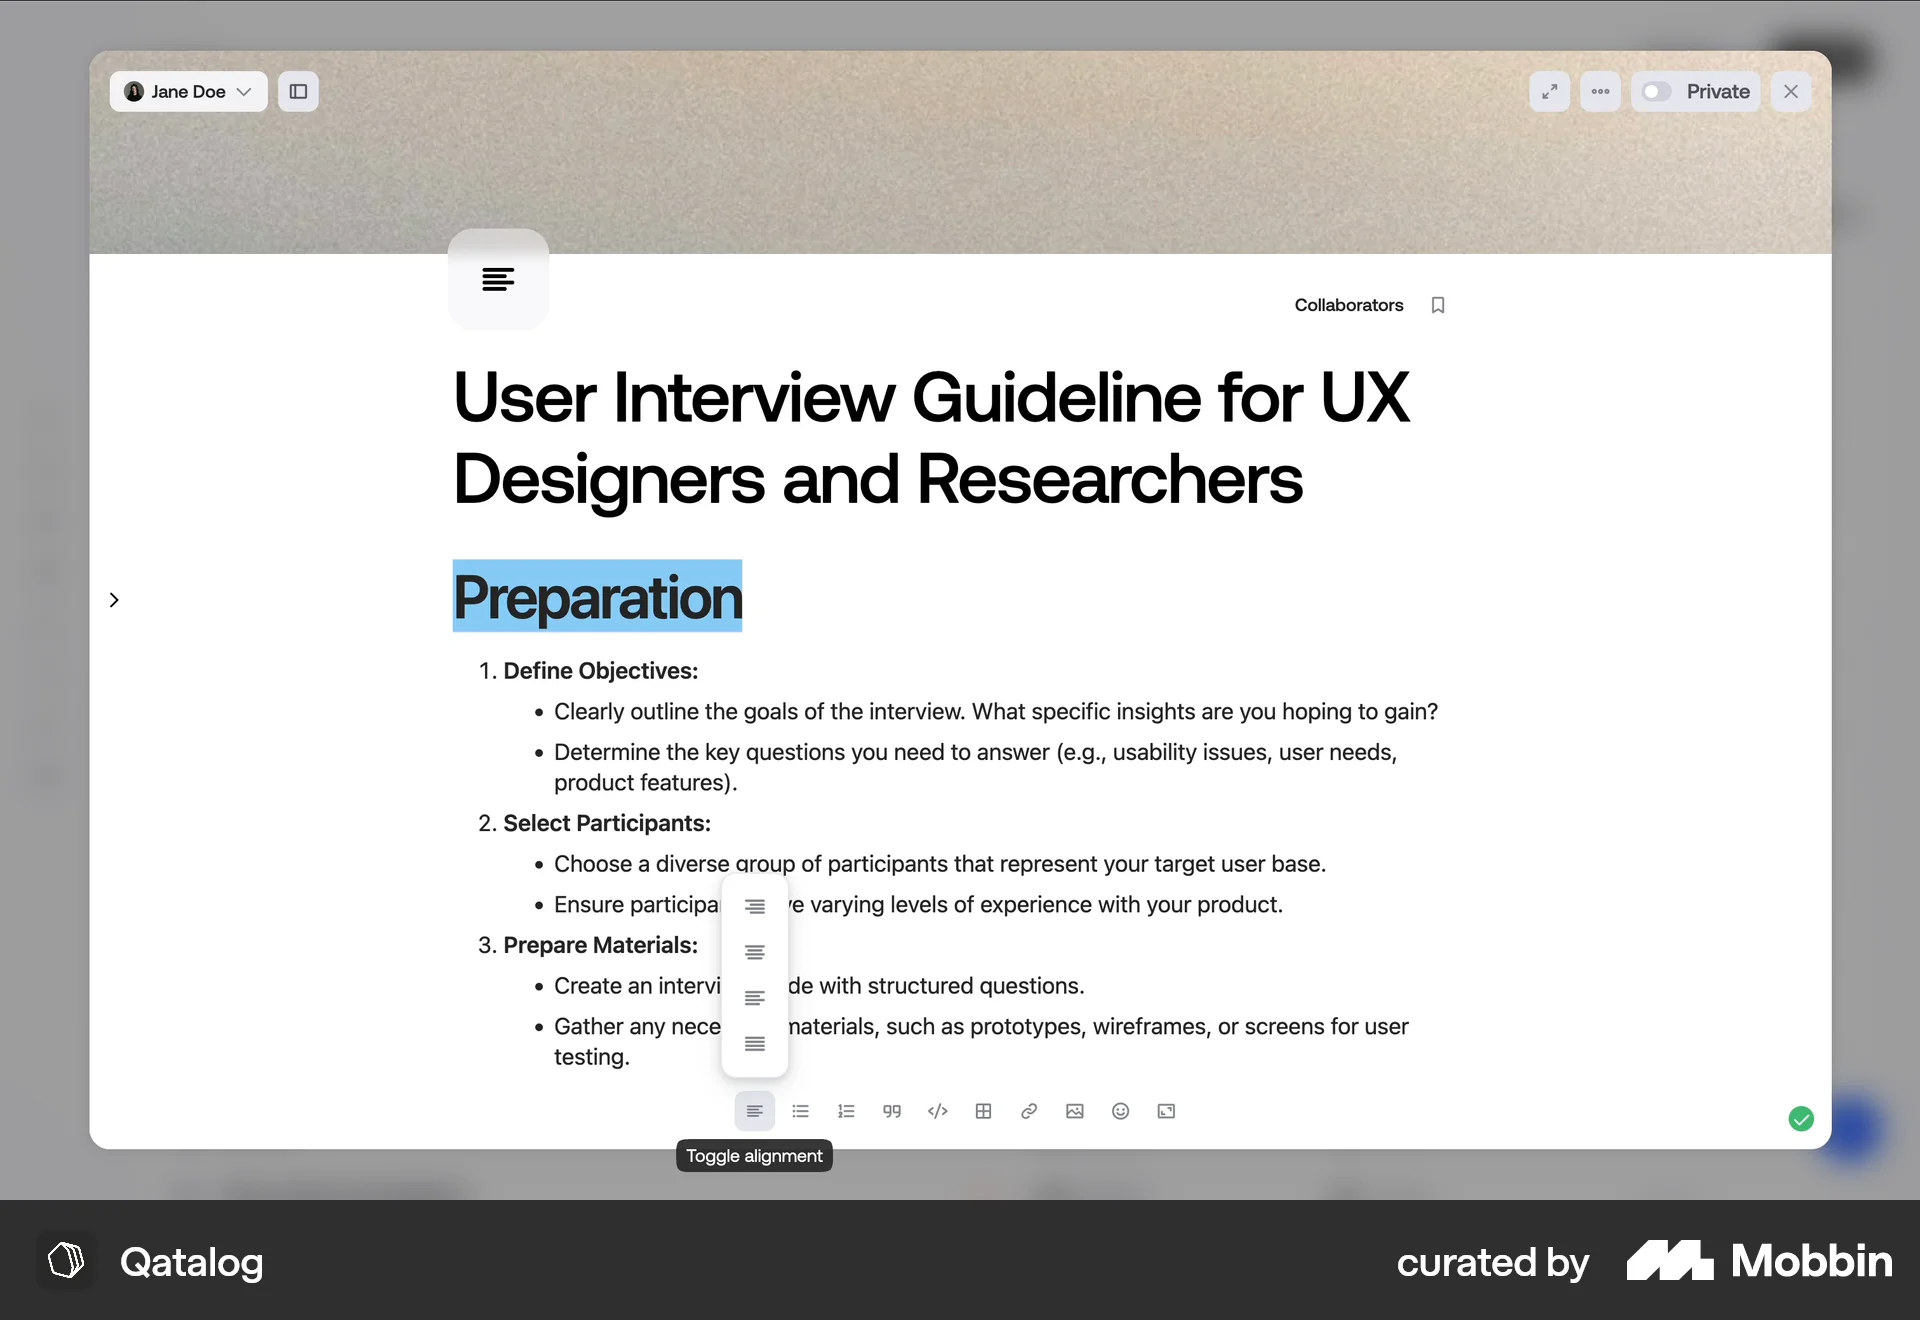 Jane Doe
Private
Collaborators
User Interview Guideline for UX
Designers and Researchers
Preparation
1. Define Objectives:
• Clearly outline the goals of the interview. What specific insights are you hoping to gain?
• Determine the key questions you need to answer (e.g., usability issues, user needs,
product features).
2. Select Participants:
• Choose a diverse group of participants that represent your target user base.
• Ensure participa ve varying levels of experience with your product.
3. Prepare Materials:
• Create an intervi de with structured questions.
• Gather any nece materials, such as prototypes, wireframes, or screens for user
testing.
Toggle alignment
Qatalog
curated by Mobbin